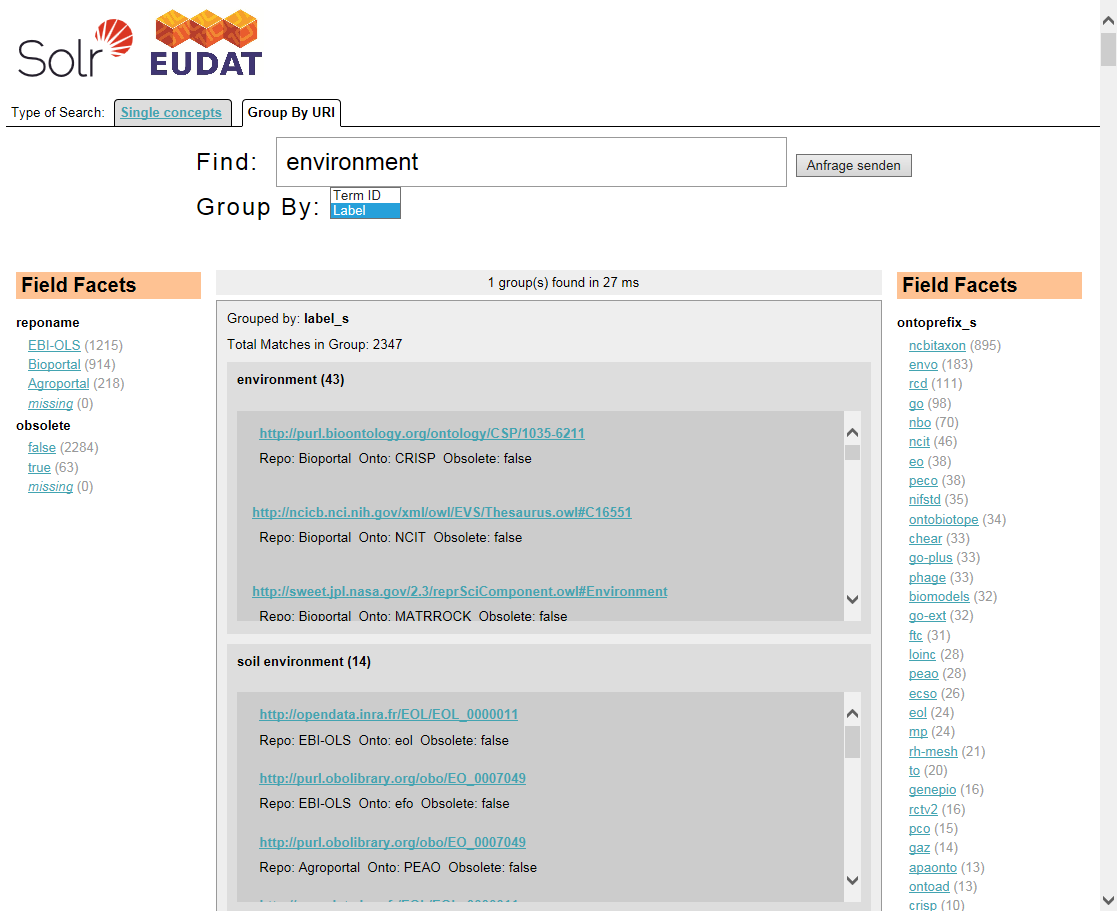 Solr
EUDAT
Type of Search: Single concepts Group By URI
Find: environment Anfrage senden
Group By: Term ID
Label
Field Facets
reponame
EBI-OLS (1215)
Bioportal (914)
Agroportal (218)
missing (0)
obsolete
false (2284)
true (63)
missing (0)
1 group(s) found in 27 ms
Grouped by: label_s
Total Matches in Group: 2347
environment (43)
http://purl.bioontology.org/ontology/CSP/1035-6211
Repo: Bioportal Onto: CRISP Obsolete: false
http://ncicb.nci.nih.gov/xml/owl/EVS/Thesaurus.owl#C16551
Repo: Bioportal Onto: NCIT Obsolete: false
http://sweet.jpl.nasa.gov/2.3/reprSciComponent.owl#Environment
Repo: Bioportal Onto: MATRROCK Obsolete: false
soil environment (14)
http://opendata.inra.fr/EOL/EOL_0000011
Repo: EBI-OLS Onto: eol Obsolete: false
http://purl.obolibrary.org/obo/EO_0007049
Repo: EBI-OLS Onto: efo Obsolete: false
http://purl.obolibrary.org/obo/EO_0007049
Repo: Agroportal Onto: PEAO Obsolete: false
Field Facets
ontoprefix_s
ncbitaxon (895)
envo (183)
rcd (111)
go (98)
nbo (70)
ncit (46)
eo (38)
peco (38)
nifstd (35)
ontobiotope (34)
chear (33)
go-plus (33)
phage (33)
biomodels (32)
go-ext (32)
ftc (31)
loinc (28)
peao (28)
ecso (26)
eol (24)
mp (24)
rh-mesh (21)
to (20)
genepio (16)
rctv2 (16)
pco (15)
gaz (14)
apaonto (13)
ontoad (13)
crisp (10)